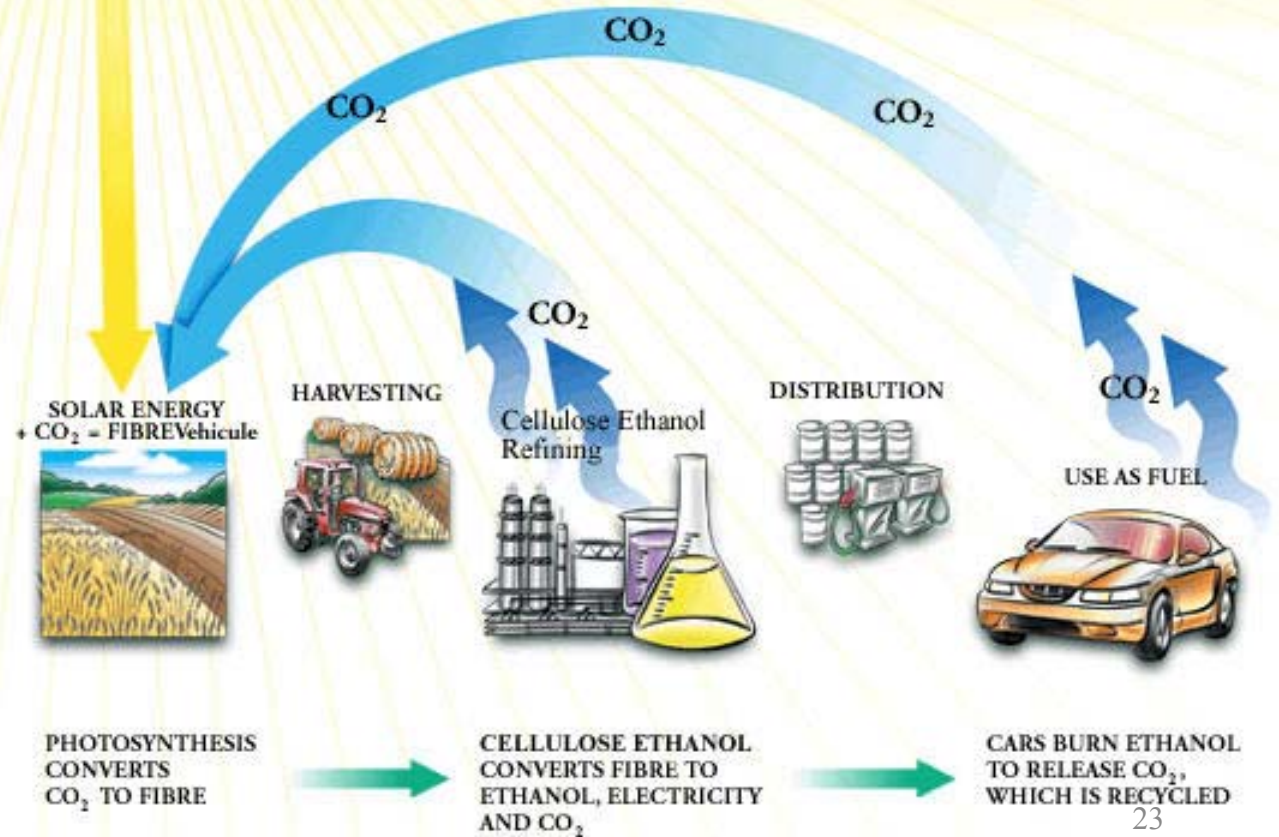 CO₂
CO₂
CO₂
CO₂
SOLAR ENERGY
+ CO₂ = FIBREVehicule
HARVESTING
Cellulose Ethanol
Refining
DISTRIBUTION
CO₂
USE AS FUEL
PHOTOSYNTHESIS
CONVERTS
CO₂ TO FIBRE
CELLULOSE ETHANOL
CONVERTS FIBRE TO
ETHANOL, ELECTRICITY
AND CO₂
CARS BURN ETHANOL
TO RELEASE CO₂,
WHICH IS RECYCLED
23